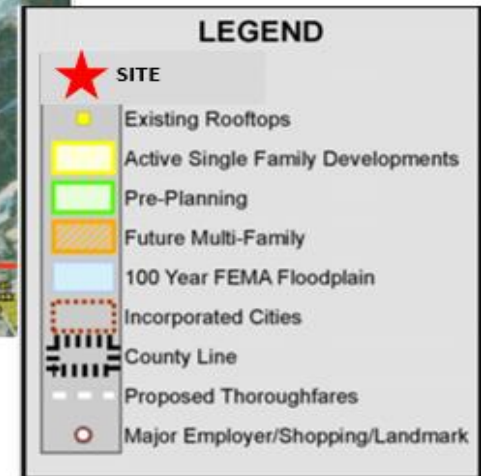 LEGEND
SITE
Existing Rooftops
Active Single Family Developments
Pre-Planning
Future Multi-Family
100 Year FEMA Floodplain
Incorporated Cities
County Line
Proposed Thoroughfares
Major Employer/Shopping/Landmark